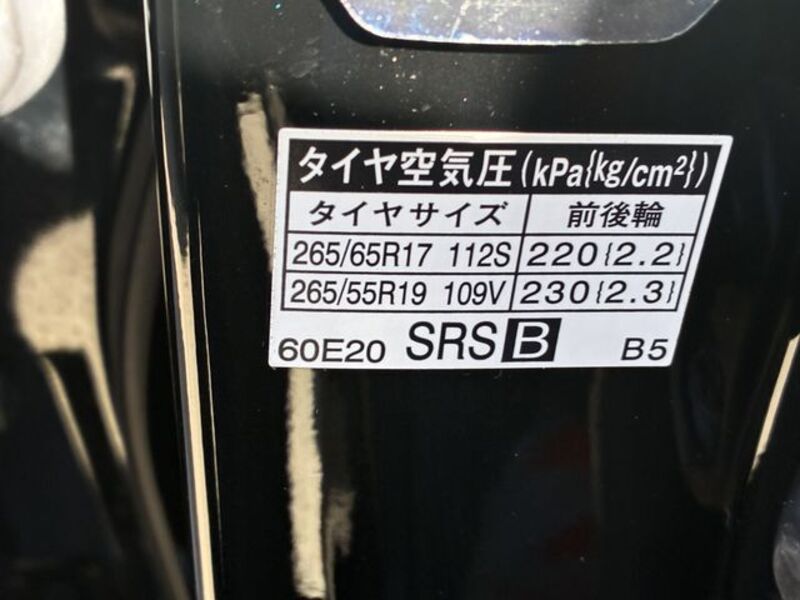 タイヤ空気圧(kPa{kg/cm²})
タイヤサイズ 前後輪
265/65R17 112S 220{2.2}
265/55R19 109V 230{2.3}
60E20 SRS B B5